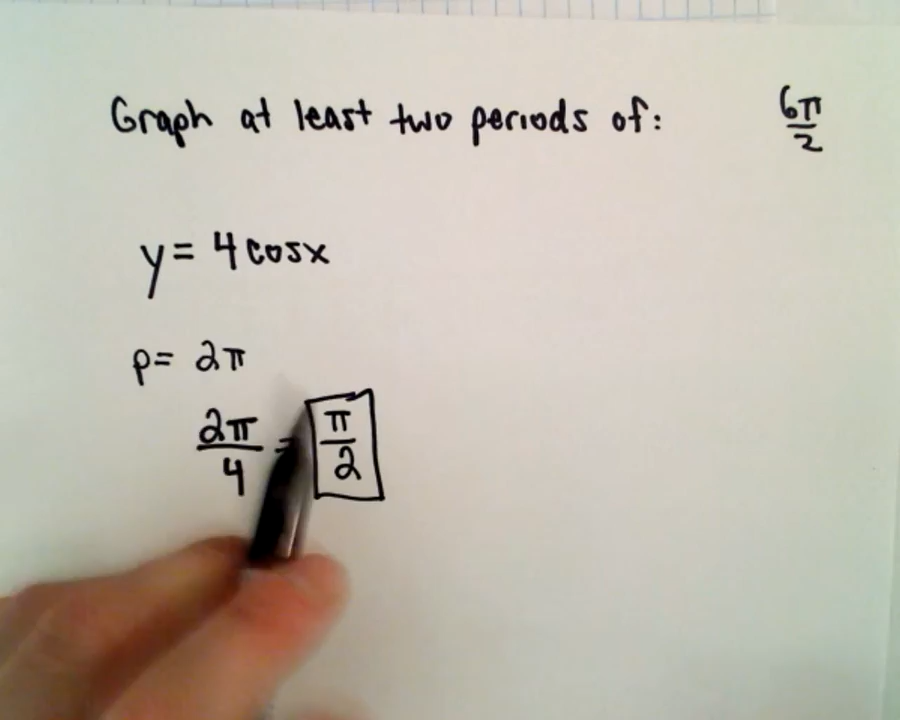 Graph at least two periods of:
6π/2
y = 4cosx
p = 2π
2π/4 = π/2